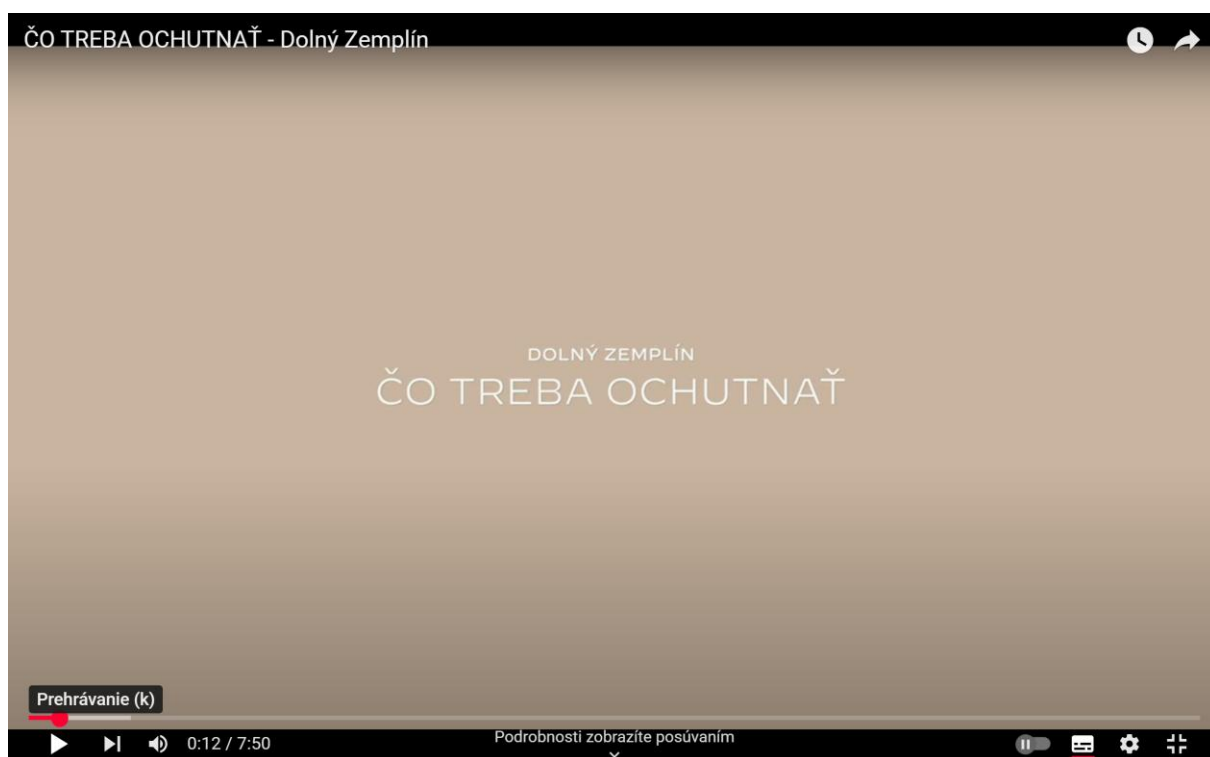 ČO TREBA OCHUTNAŤ - Dolný Zemplín
DOLNÝ ZEMPLÍN
ČO TREBA OCHUTNAŤ
Prehrávanie (k)
0:12 / 7:50
Podrobnosti zobrazíte posúvaním